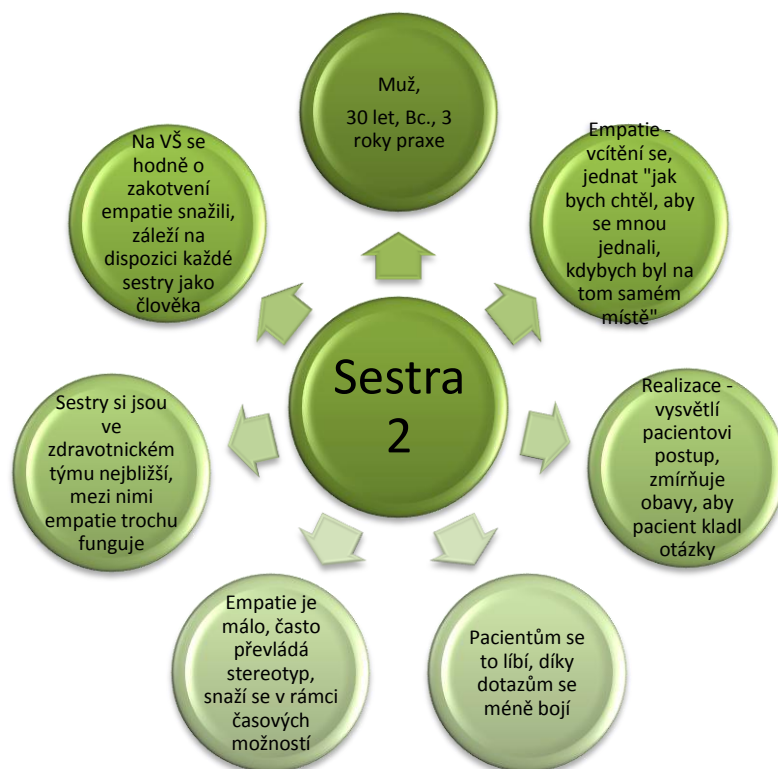 Muž,
30 let, Bc., 3
roky praxe
Empatie -
vcítění se,
jednat "jak
bych chtěl, aby
se mnou
jednali,
kdybych byl na
tom samém
místě"
Realizace -
vysvětlí
pacientovi
postup,
zmírňuje
obavy, aby
pacient kladl
otázky
Pacientům se
to líbí, díky
dotazům se
méně bojí
Empatie je
málo, často
převládá
stereotyp,
snaží se v rámci
časových
možností
Sestry si jsou
ve
zdravotnickém
týmu nejbližší,
mezi nimi
empatie trochu
funguje
Na VŠ se
hodně o
zakotvení
empatie snažili,
záleží na
dispozici každé
sestry jako
člověka
Sestra
2